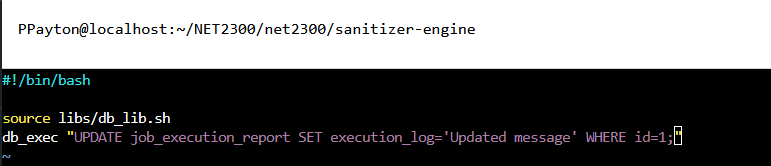 PPayton@localhost:~/NET2300/net2300/sanitizer-engine
#!/bin/bash
source libs/db_lib.sh
db_exec "UPDATE job_execution_report SET execution_log='Updated message' WHERE id=1;"
~